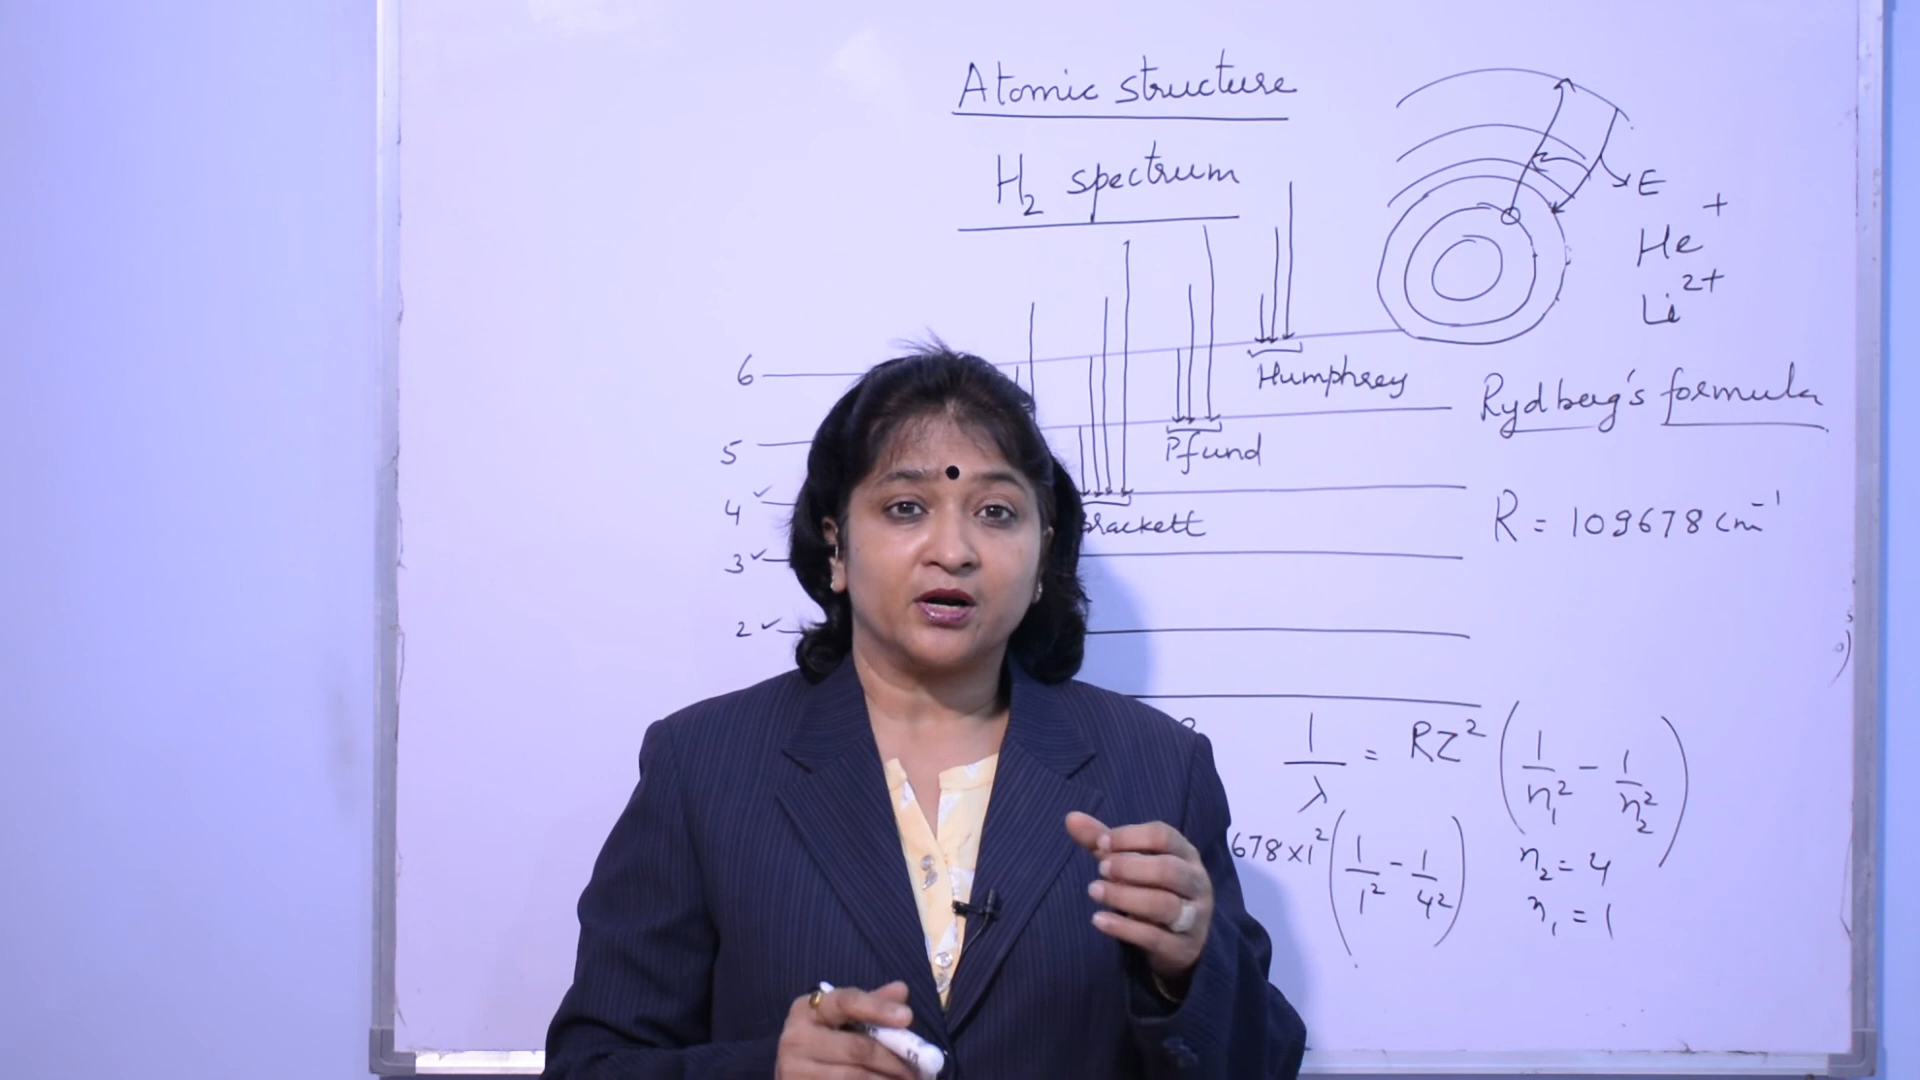 Atomic structure
H₂ spectrum
E
He⁺
Li²⁺
6
Humphrey
Rydberg's formula
5
Pfund
4
Brackett
R = 109678 cm⁻¹
3
2
1/λ = RZ² (1/n₁² - 1/n₂²)
678 x 1² (1/1² - 1/4²)
n₂ = 4
n₁ = 1